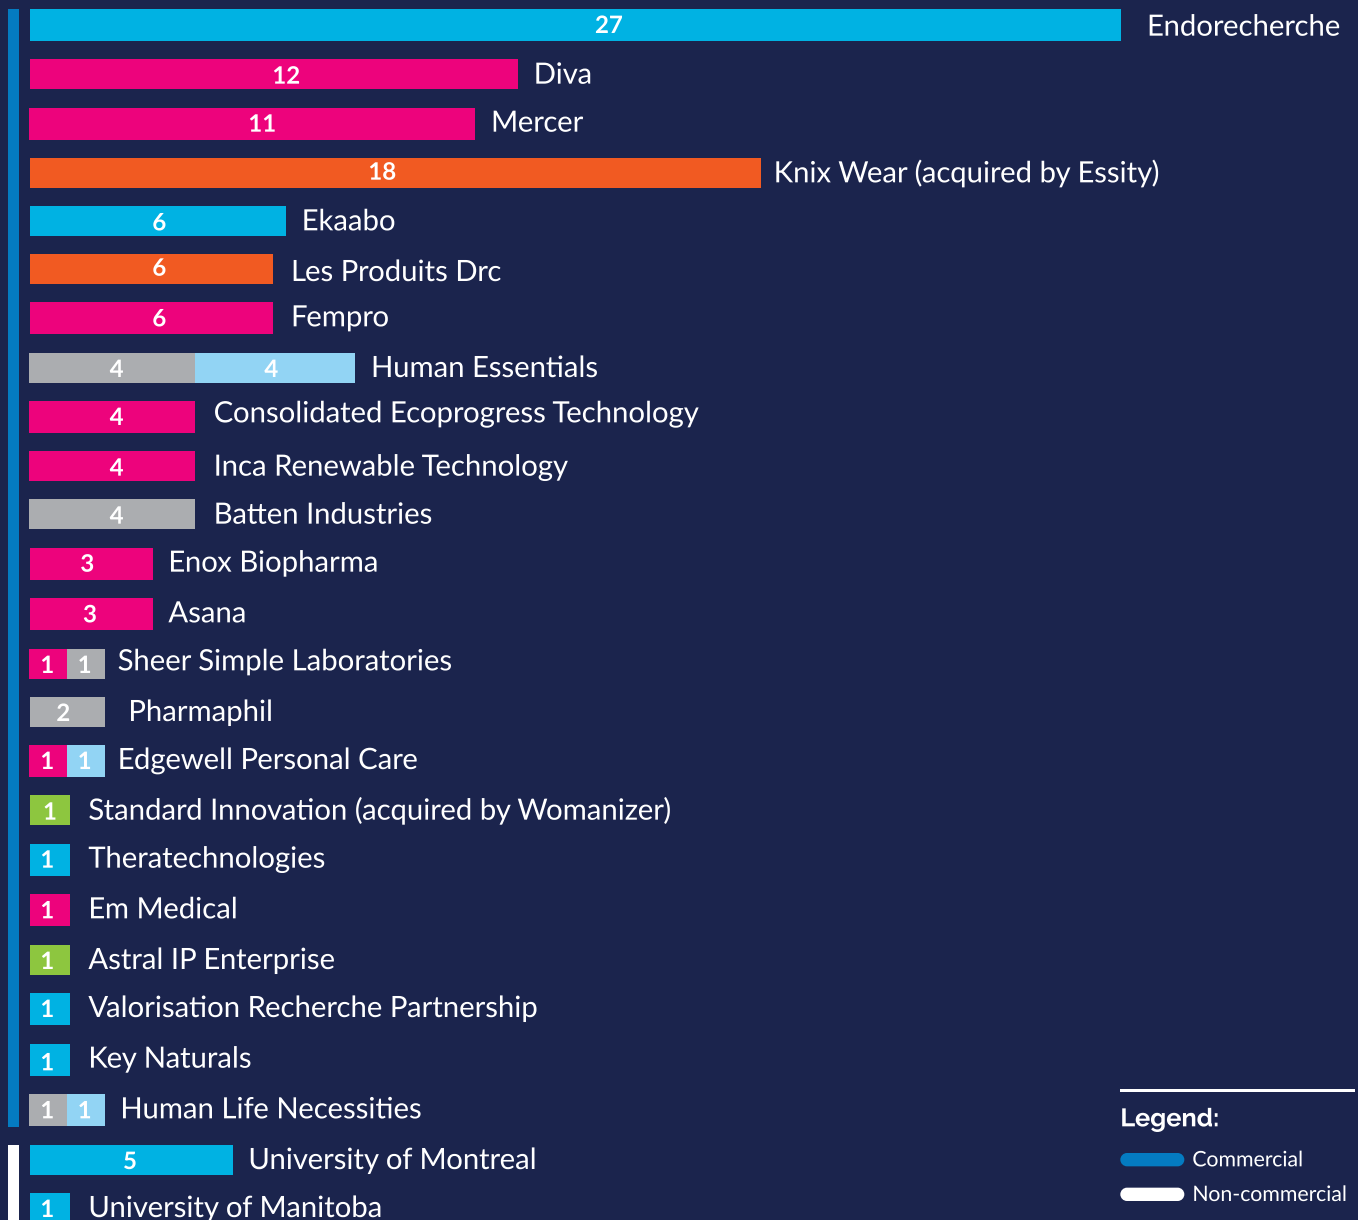 27 Endorecherche
12 Diva
11 Mercer
18 Knix Wear (acquired by Essity)
6 Ekaabo
6 Les Produits Drc
6 Fempro
4 4 Human Essentials
4 Consolidated Ecoprogress Technology
4 Inca Renewable Technology
4 Batten Industries
3 Enox Biopharma
3 Asana
1 1 Sheer Simple Laboratories
2 Pharmaphil
1 1 Edgewell Personal Care
1 Standard Innovation (acquired by Womanizer)
1 Theratechnologies
1 Em Medical
1 Astral IP Enterprise
1 Valorisation Recherche Partnership
1 Key Naturals
1 1 Human Life Necessities
5 University of Montreal
1 University of Manitoba
Legend:
Commercial
Non-commercial